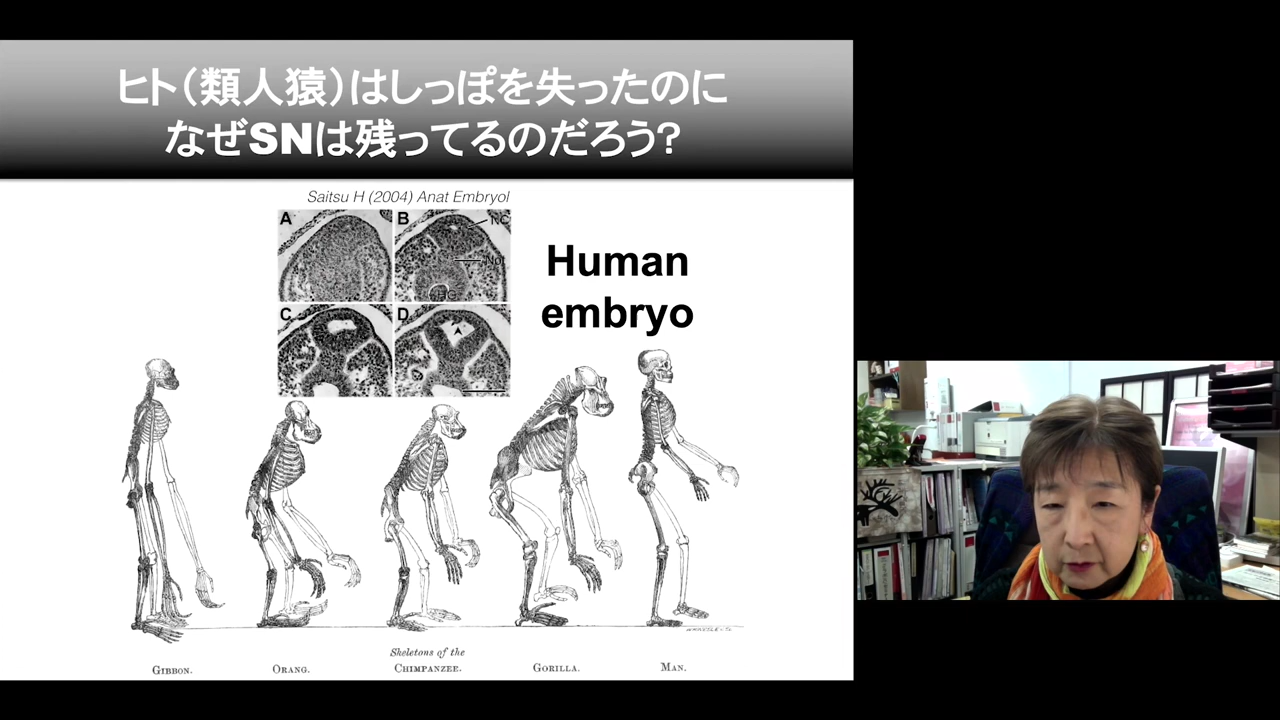 ヒト（類人猿）はしっぽを失ったのに
なぜSNは残ってるのだろう?
Saitsu H (2004) Anat Embryol
A
B
NC
Not
HG
C
D
Human
embryo
Skeletons of the
GIBBON.
ORANG.
CHIMPANZEE.
GORILLA.
MAN.